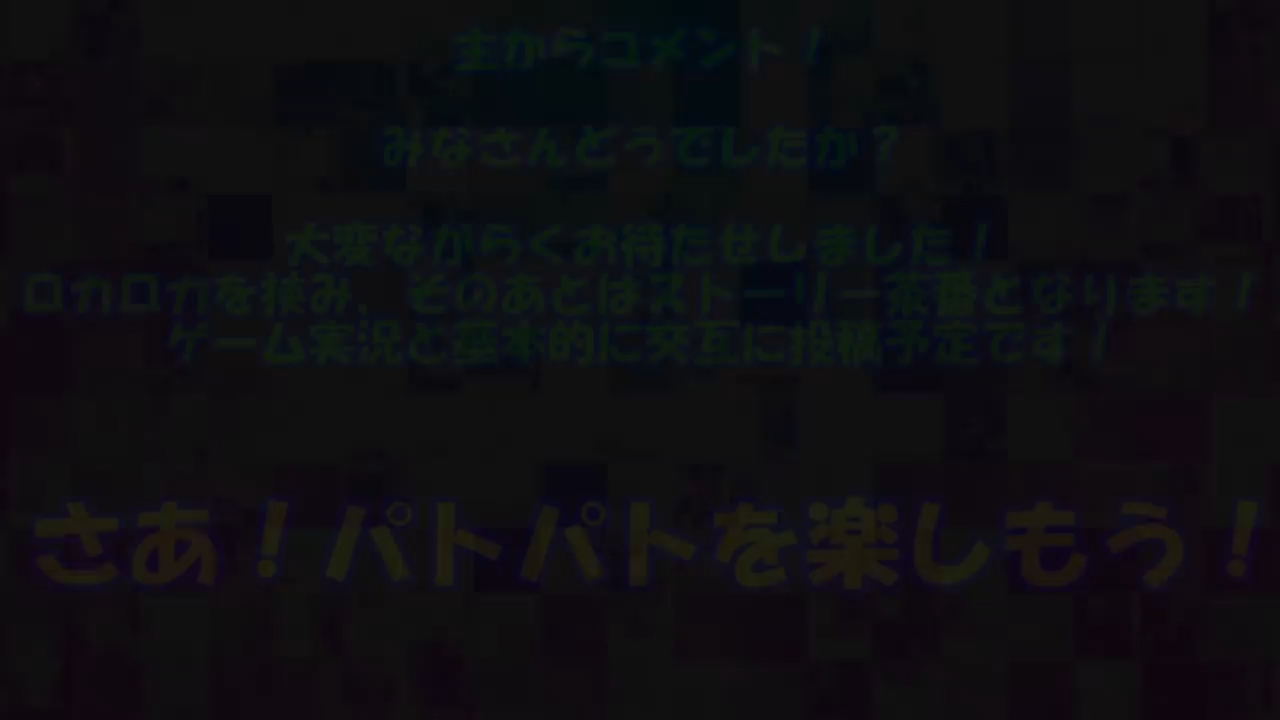 主からコメント！
みなさんどうでしたか？
大変ながらくお待たせしました！
ロカロカを挟み、そのあとはストーリー茶番となります！
ゲーム実況と基本的に交互に投稿予定です！
さあ！パトパトを楽しもう！